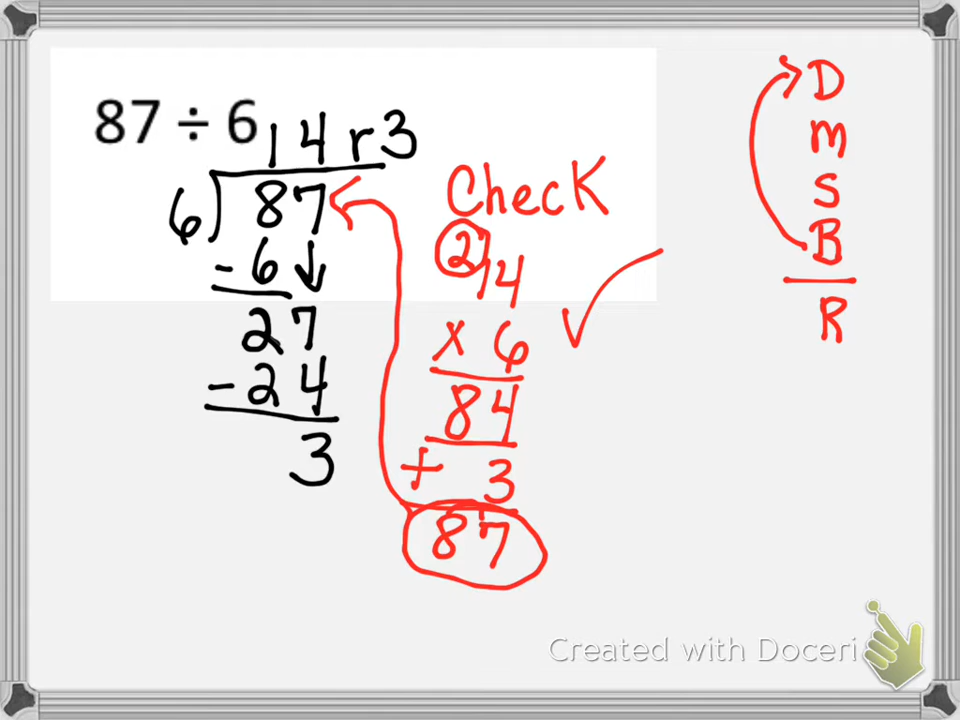 87 ÷ 6
14 r3
6) 87
-6↓
27
-24
3
Check
2
14
x 6
84
+ 3
87
D
m
S
B
R
Created with Doceri